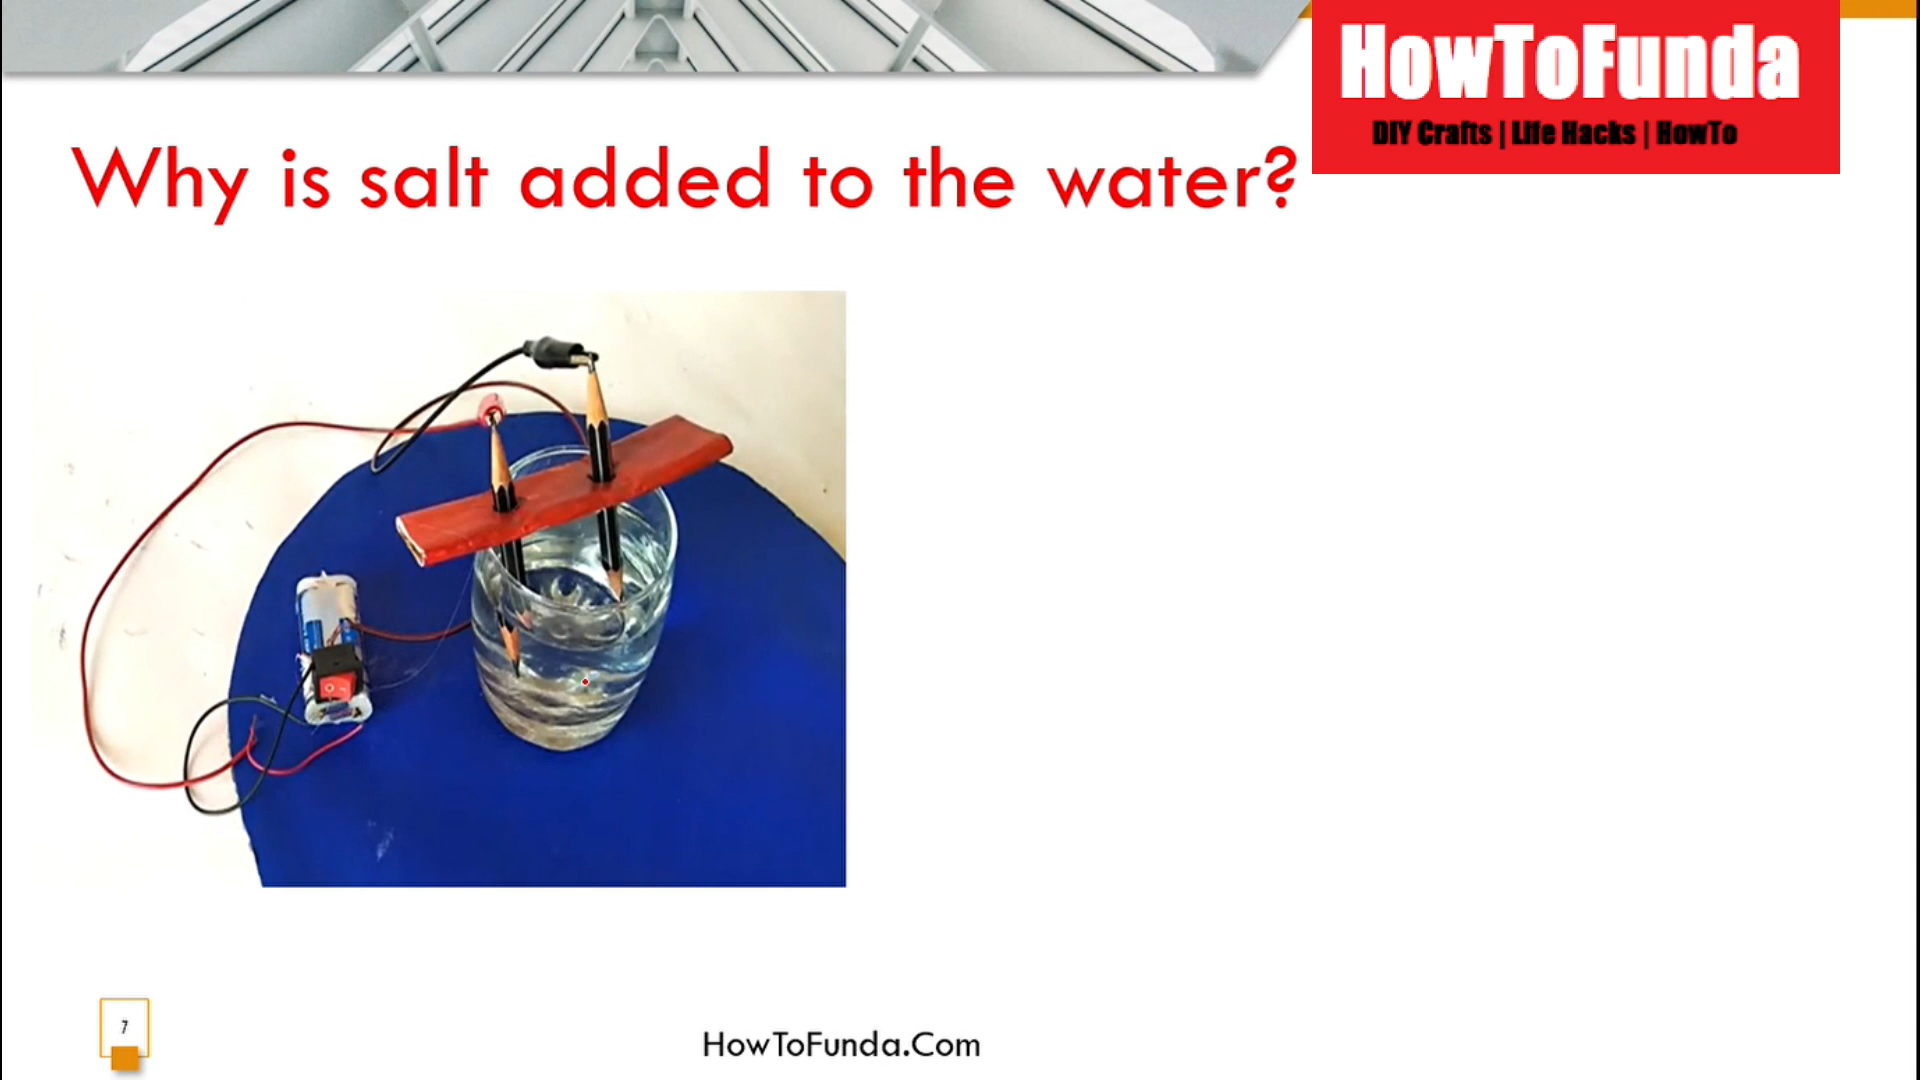 HowToFunda
DIY Crafts | Life Hacks | HowTo
Why is salt added to the water?
7
HowToFunda.Com